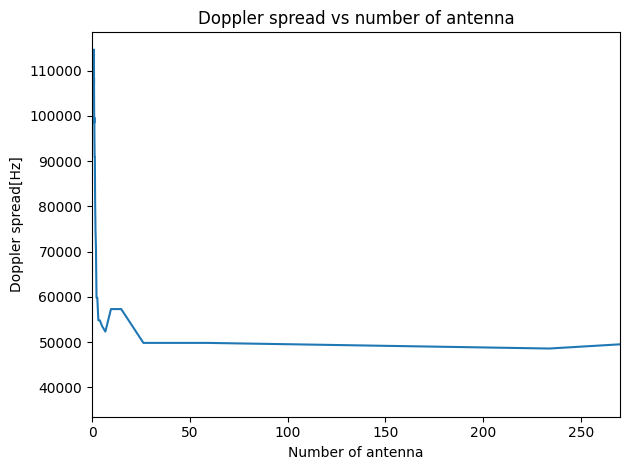 Doppler spread vs number of antenna
110000
100000
90000
80000
70000
60000
50000
40000
Doppler spread[Hz]
0 50 100 150 200 250
Number of antenna